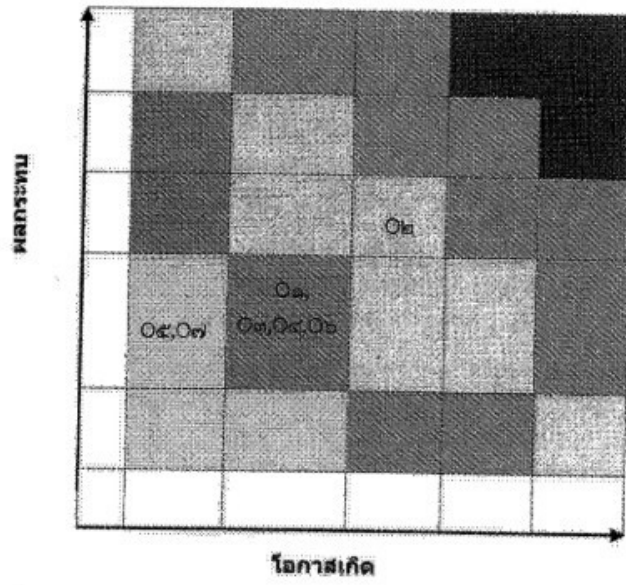 ผลกระทบ
O๒
O๑,
O๕,O๗
O๓,O๔,O๖
โอกาสเกิด